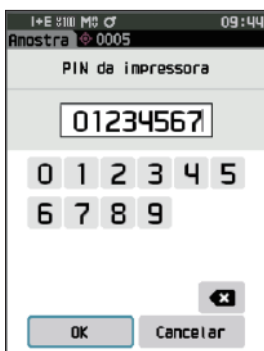 I+E M 09:44
Amostra 0005
PIN da impressora
01234567
0 1 2 3 4 5
6 7 8 9
OK Cancelar